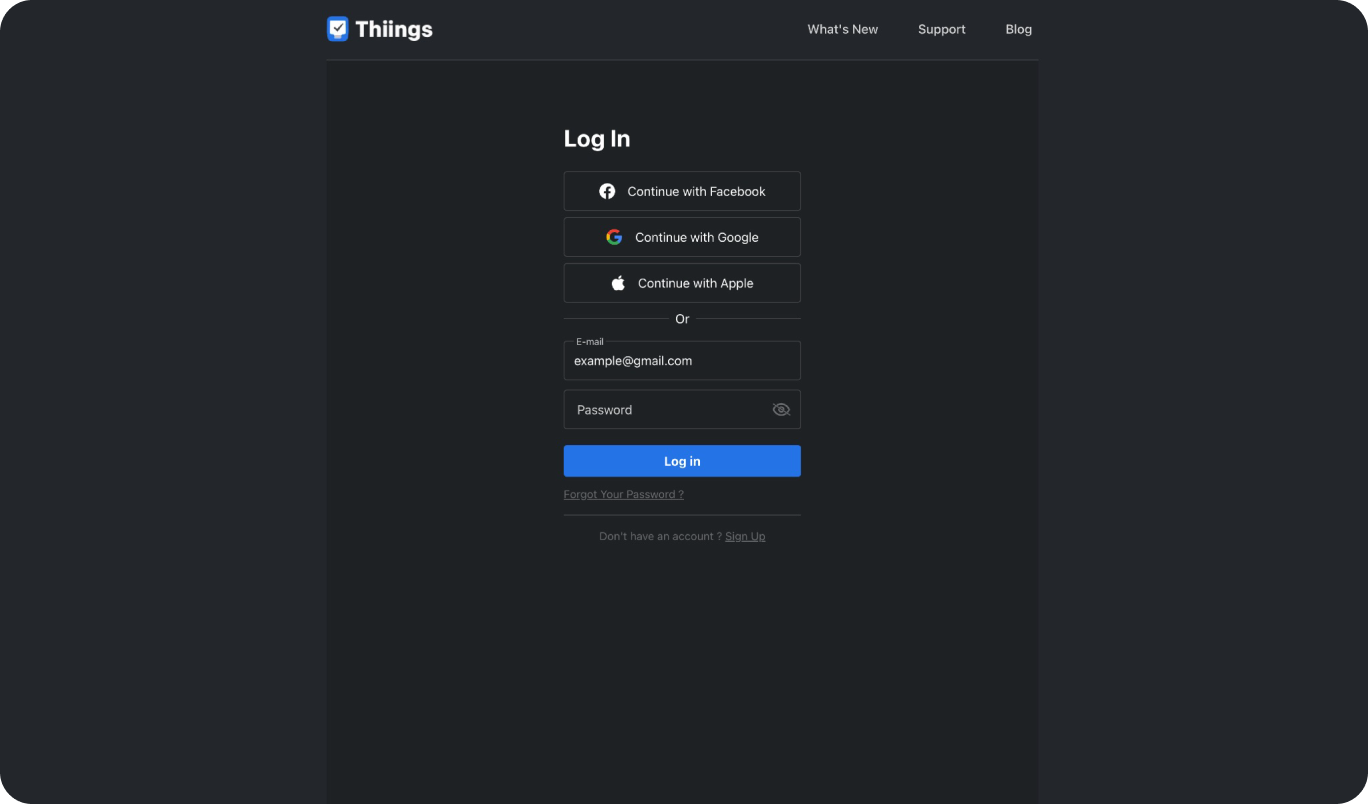 Thiings
What's New
Support
Blog
Log In
Continue with Facebook
Continue with Google
Continue with Apple
Or
E-mail
example@gmail.com
Password
Log in
Forgot Your Password ?
Don't have an account ? Sign Up